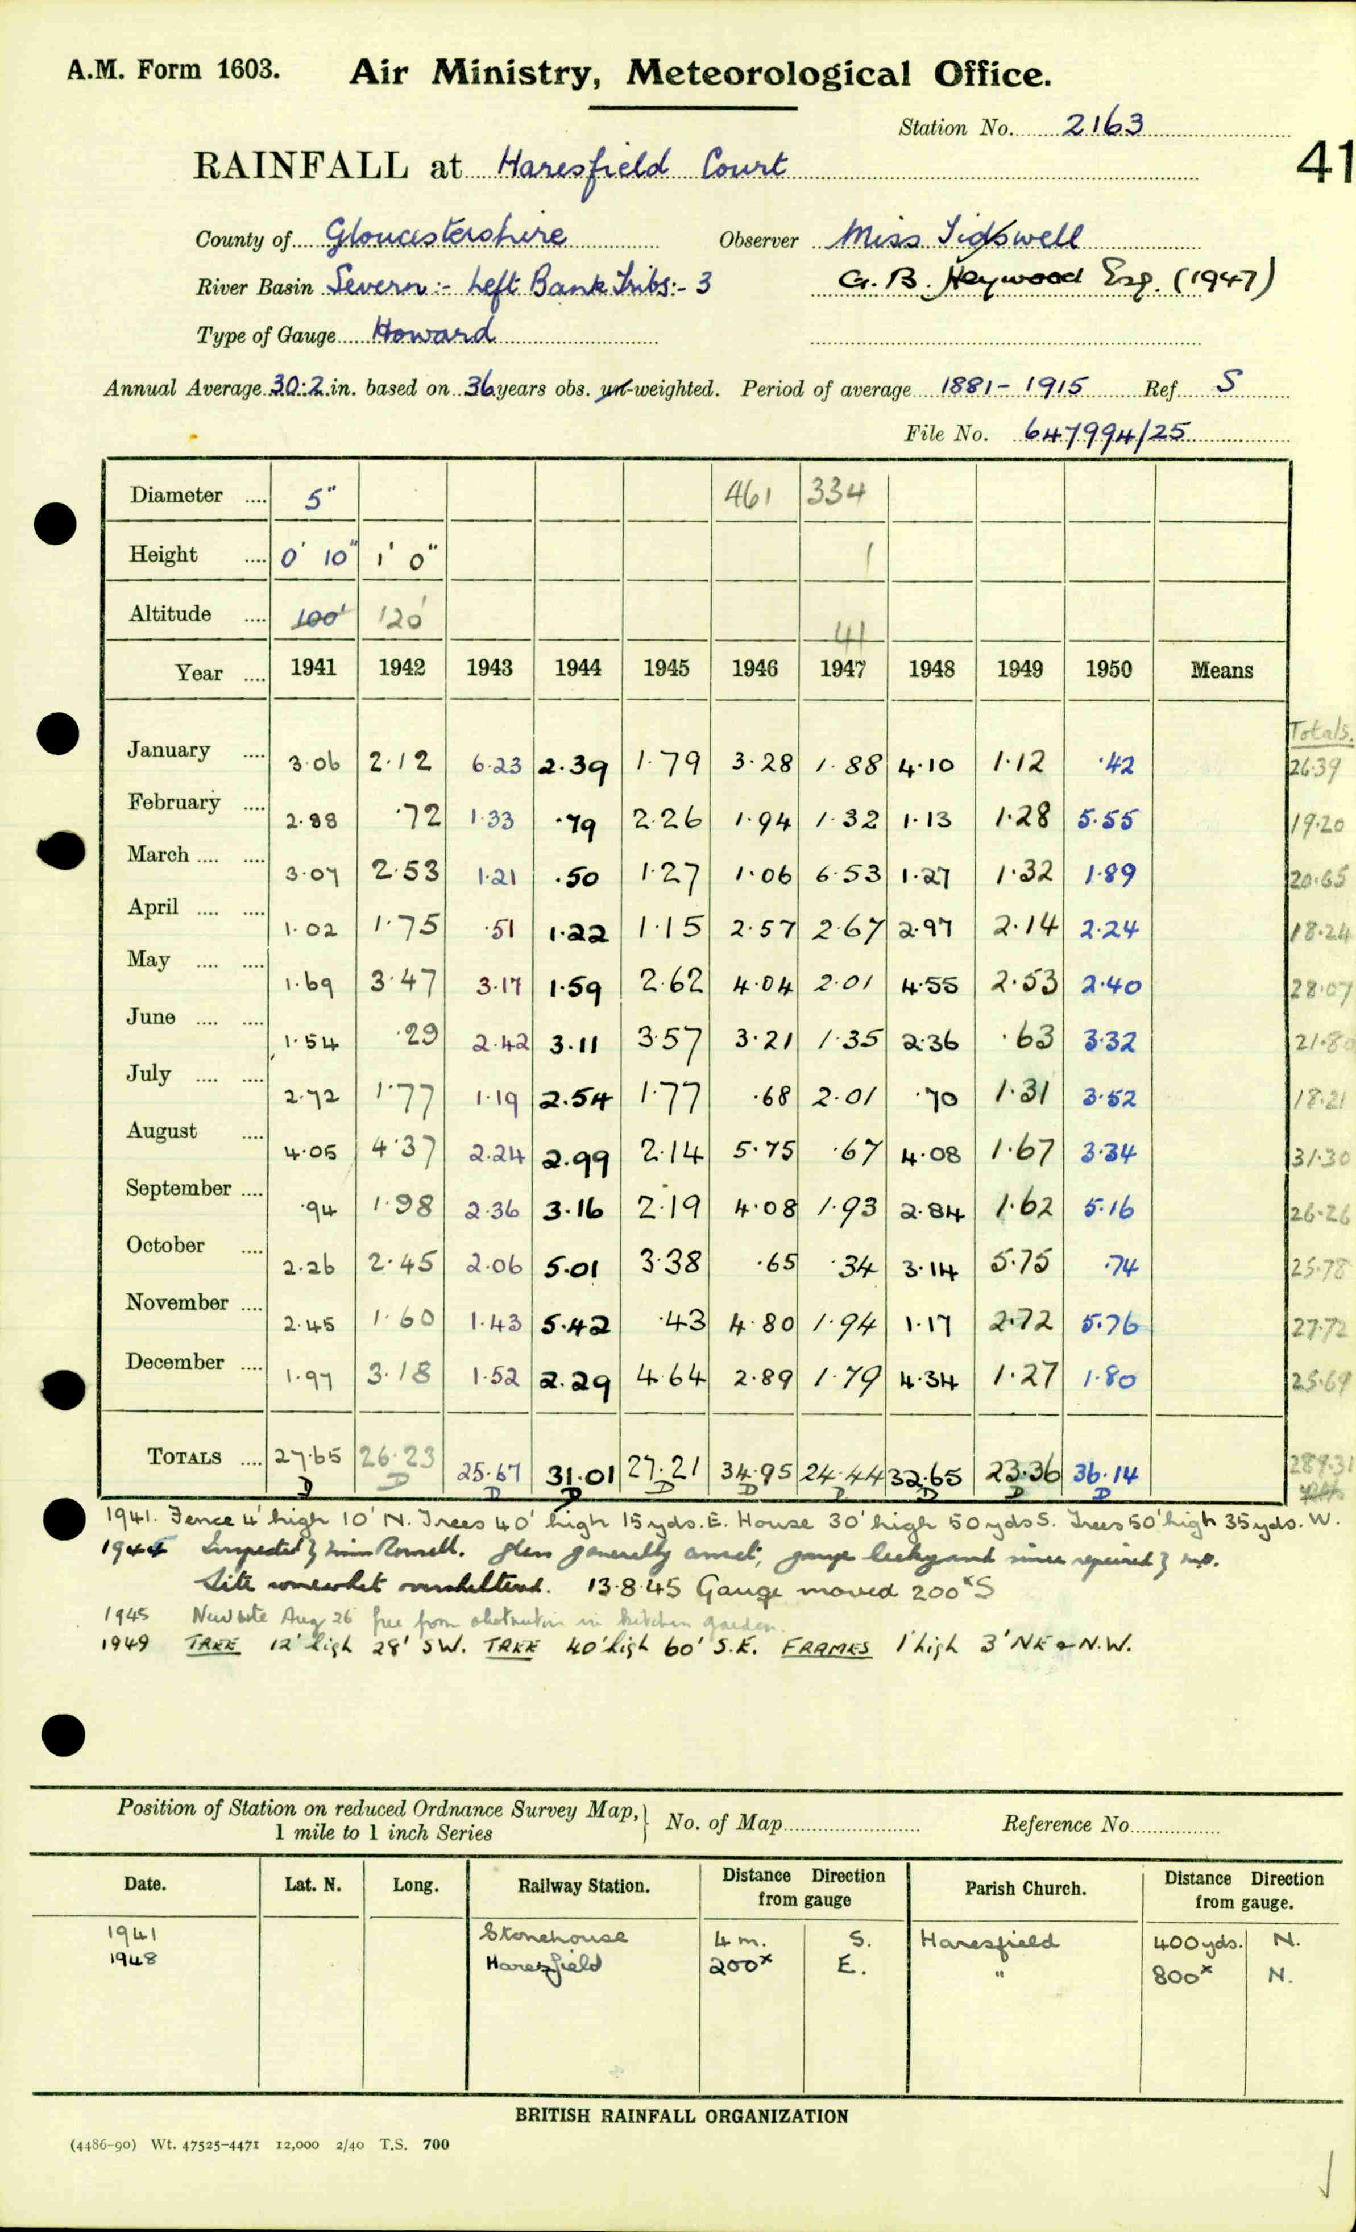 A.M. Form 1603. Air Ministry, Meteorological Office.
Station No. 2163
41
RAINFALL at Haresfield Court
County of Gloucestershire Observer Miss Tidswell
River Basin Severn:- Left Bank Tribs:- 3 G. B. Heywood Esq. (1947)
Type of Gauge Howard
Annual Average 30.2 in. based on 36 years obs. un-weighted. Period of average 1881-1915 Ref S
File No. 647994/25
Diameter 5" 461 334
Height 0' 10" 1' 0" 1
Altitude 100' 120' 41
Year 1941 1942 1943 1944 1945 1946 1947 1948 1949 1950 Means
Totals.
January 3.06 2.12 6.23 2.39 1.79 3.28 1.88 4.10 1.12 .42 26.39
February 2.88 .72 1.33 .79 2.26 1.94 1.32 1.13 1.28 5.55 19.20
March 3.07 2.53 1.21 .50 1.27 1.06 6.53 1.27 1.32 1.89 20.65
April 1.02 1.75 .51 1.22 1.15 2.57 2.67 2.97 2.14 2.24 18.24
May 1.69 3.47 3.17 1.59 2.62 4.04 2.01 4.55 2.53 2.40 28.07
June 1.54 .29 2.42 3.11 3.57 3.21 1.35 2.36 .63 3.32 21.80
July 2.72 1.77 1.19 2.54 1.77 .68 2.01 .70 1.31 3.52 18.21
August 4.05 4.37 2.24 2.99 2.14 5.75 .67 4.08 1.67 3.34 31.30
September .94 1.98 2.36 3.16 2.19 4.08 1.93 2.84 1.62 5.16 26.26
October 2.26 2.45 2.06 5.01 3.38 .65 .34 3.14 5.75 .74 25.78
November 2.45 1.60 1.43 5.42 .43 4.80 1.94 1.17 2.72 5.76 27.72
December 1.97 3.18 1.52 2.29 4.64 2.89 1.79 4.34 1.27 1.80 25.69
TOTALS 27.65 26.23 25.67 31.01 27.21 34.95 24.44 32.65 23.36 36.14 289.31
D D D D D D D D D D
1941. Fence 4' high 10' N. Trees 40' high 15 yds. E. House 30' high 50 yds S. Trees 50' high 35 yds. W.
1944 Inspected by Rowsell. generally gauge leaky and since repaired
Site somewhat oversheltered. 13.8.45 Gauge moved 200x S
1945 New site Aug 26 free from obstruction in kitchen garden.
1949 TREE 12' high 28' SW. TREE 40' high 60' S.E. FRAMES 1' high 3' NE & N.W.
Position of Station on reduced Ordnance Survey Map, 1 mile to 1 inch Series No. of Map Reference No.
Date. Lat. N. Long. Railway Station. Distance Direction from gauge Parish Church. Distance Direction from gauge.
1941 Stonehouse 4 m. S. Haresfield 400 yds. N.
1948 Haresfield 200x E. " 800x N.
BRITISH RAINFALL ORGANIZATION
(4486-90) Wt. 47525-4471 12,000 2/40 T.S. 700